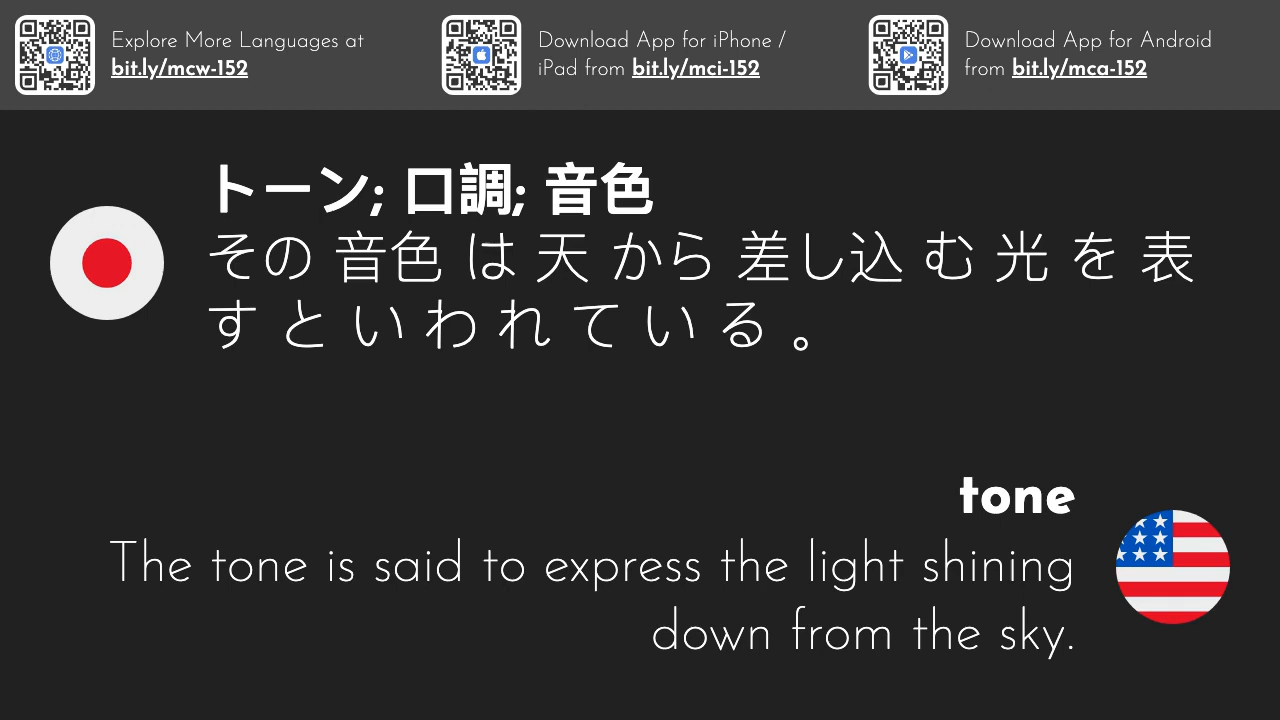 Explore More Languages at
bit.ly/mcw-152
Download App for iPhone /
iPad from bit.ly/mci-152
Download App for Android
from bit.ly/mca-152
トーン; 口調; 音色
その 音色 は 天 から 差し込 む 光 を 表
す と い わ れ て い る 。
tone
The tone is said to express the light shining
down from the sky.